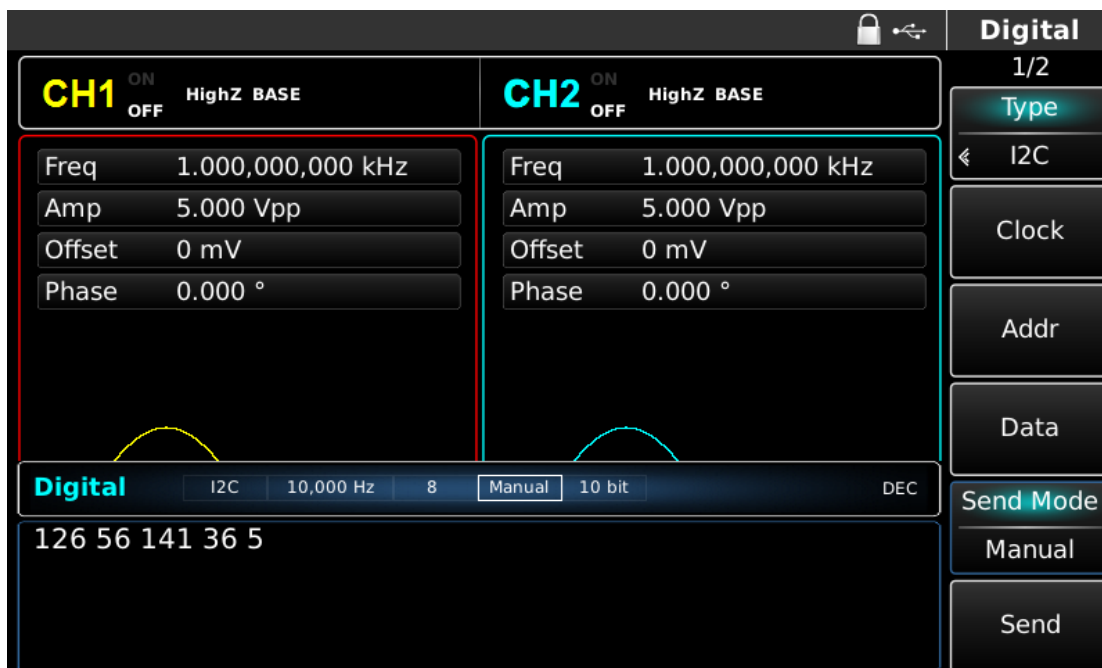 Digital
1/2
CH1 ON OFF HighZ BASE
CH2 ON OFF HighZ BASE
Type
I2C
Freq 1.000,000,000 kHz
Amp 5.000 Vpp
Offset 0 mV
Phase 0.000 °
Freq 1.000,000,000 kHz
Amp 5.000 Vpp
Offset 0 mV
Phase 0.000 °
Clock
Addr
Data
Digital I2C 10,000 Hz 8 Manual 10 bit DEC
126 56 141 36 5
Send Mode
Manual
Send